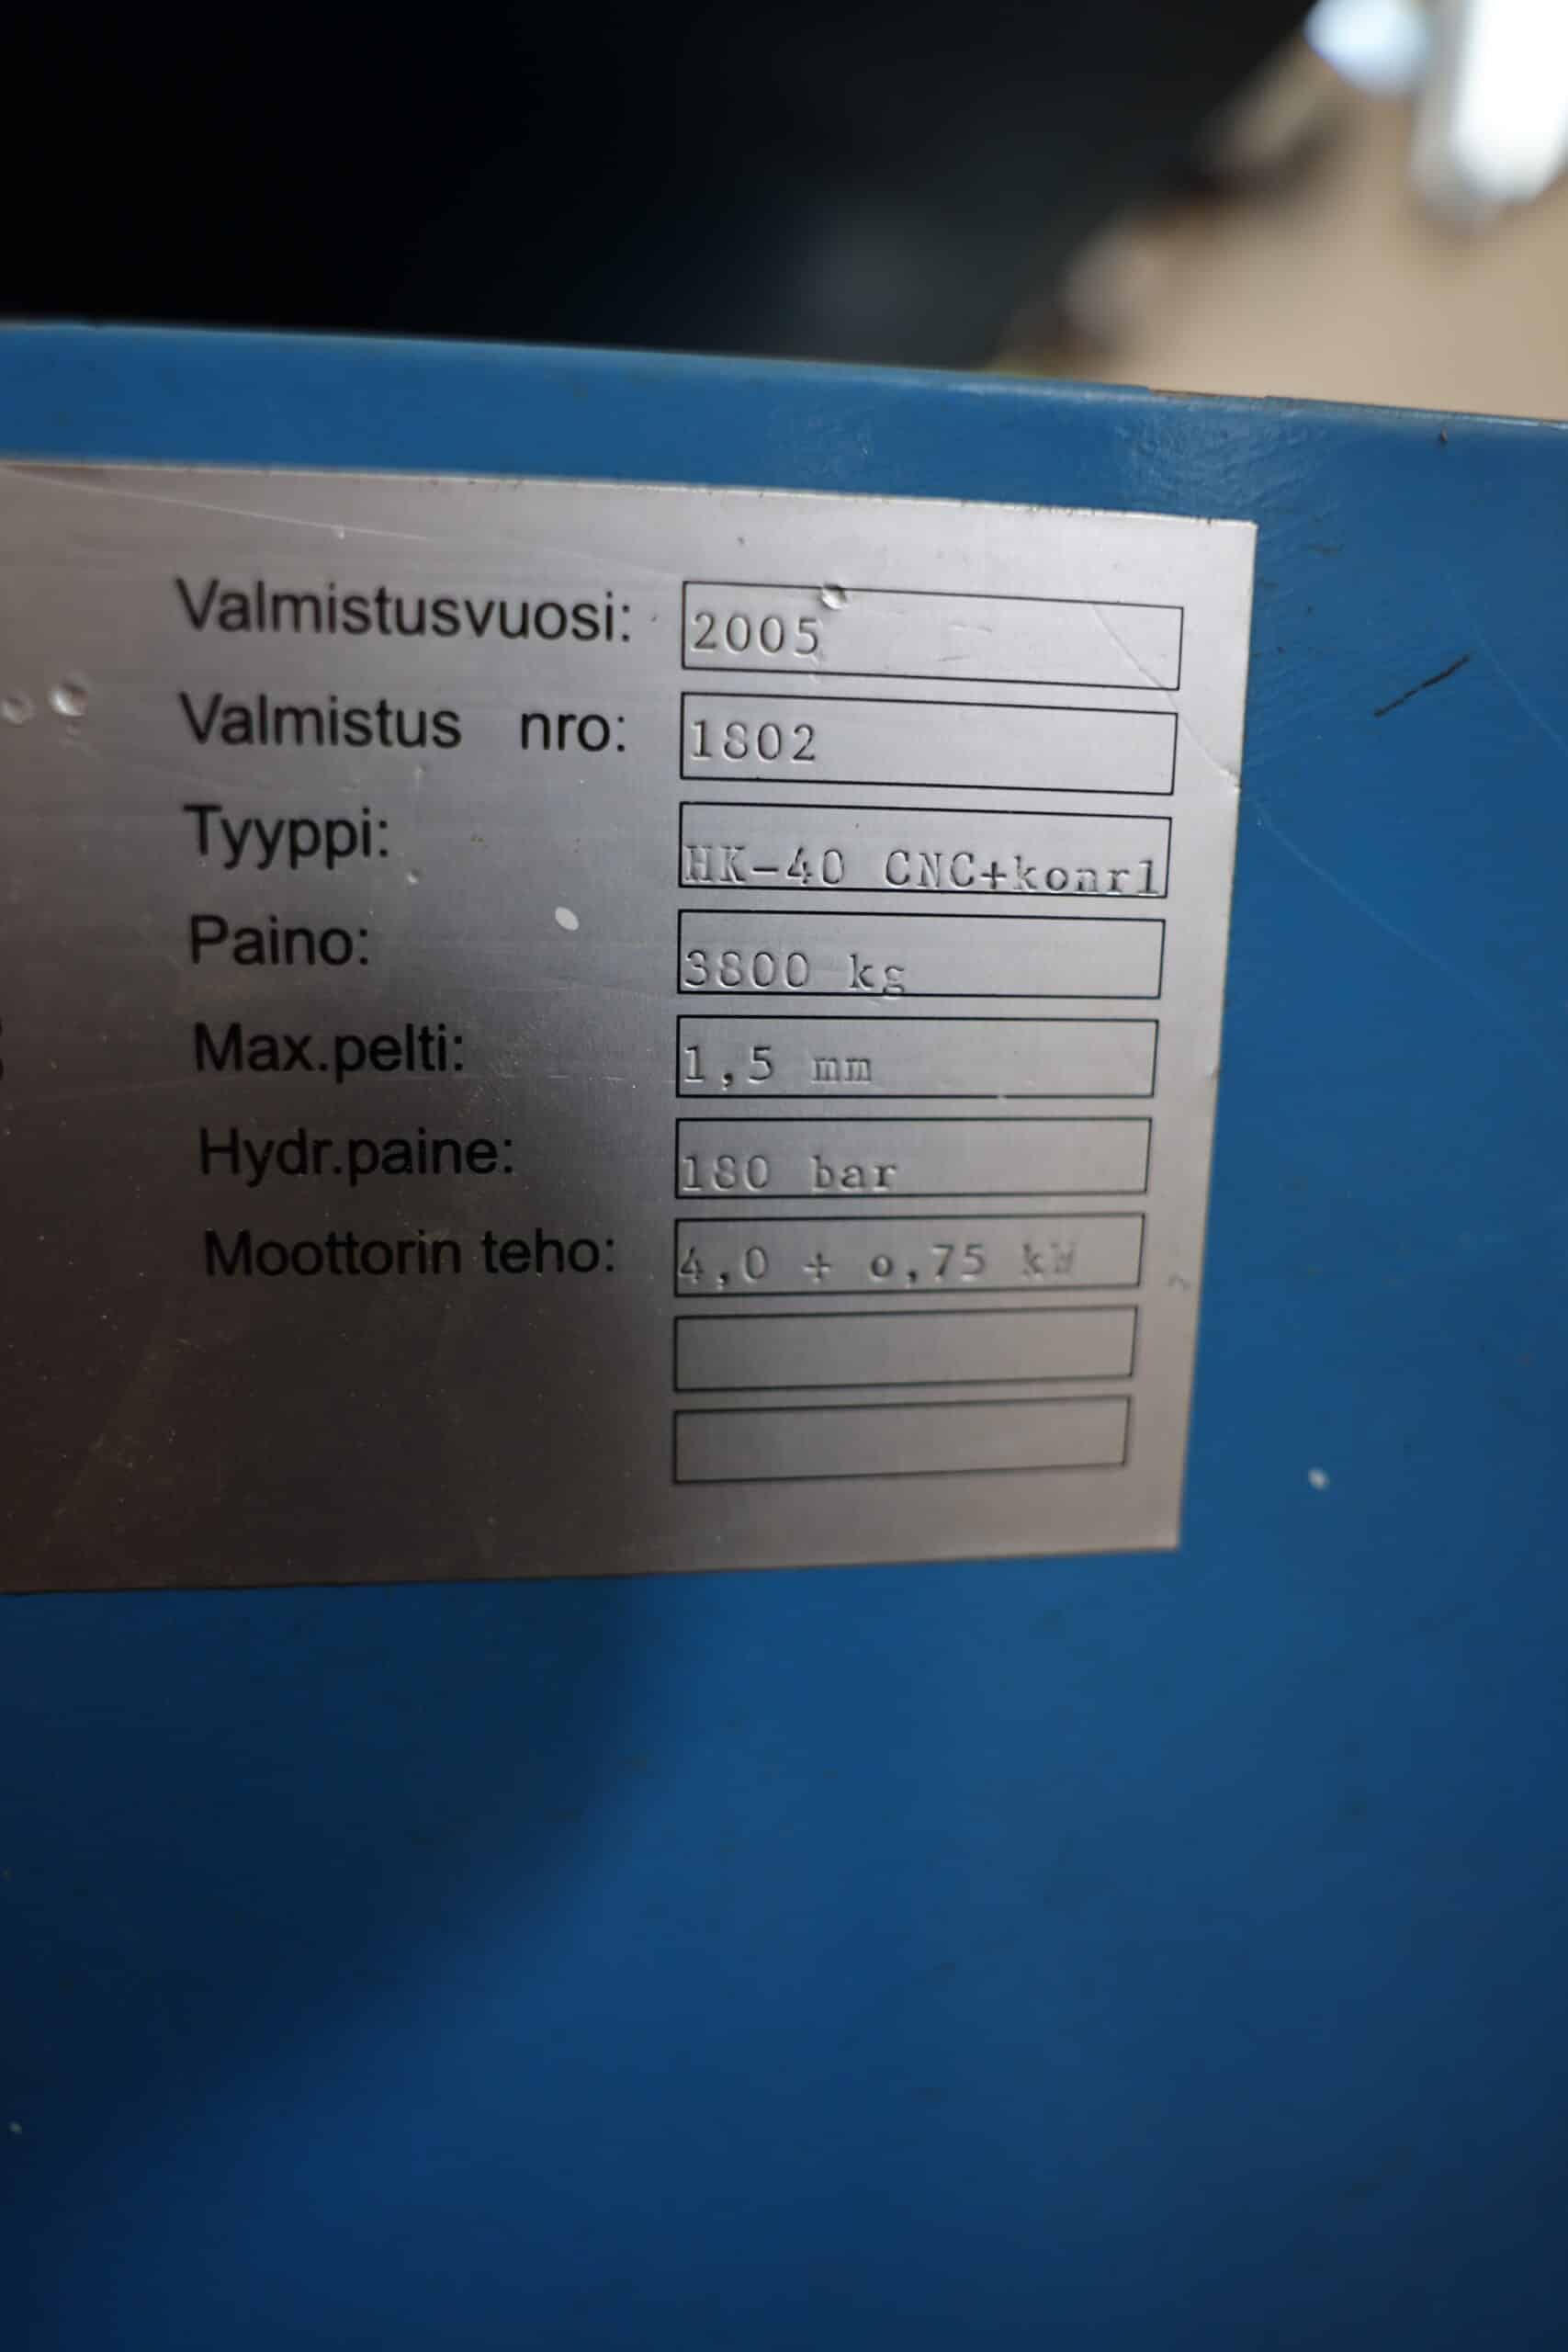 Valmistusvuosi: 2005
Valmistus nro: 1802
Tyyppi: HK-40 CNC+konrl
Paino: 3800 kg
Max.pelti: 1,5 mm
Hydr.paine: 180 bar
Moottorin teho: 4,0 + o,75 kW